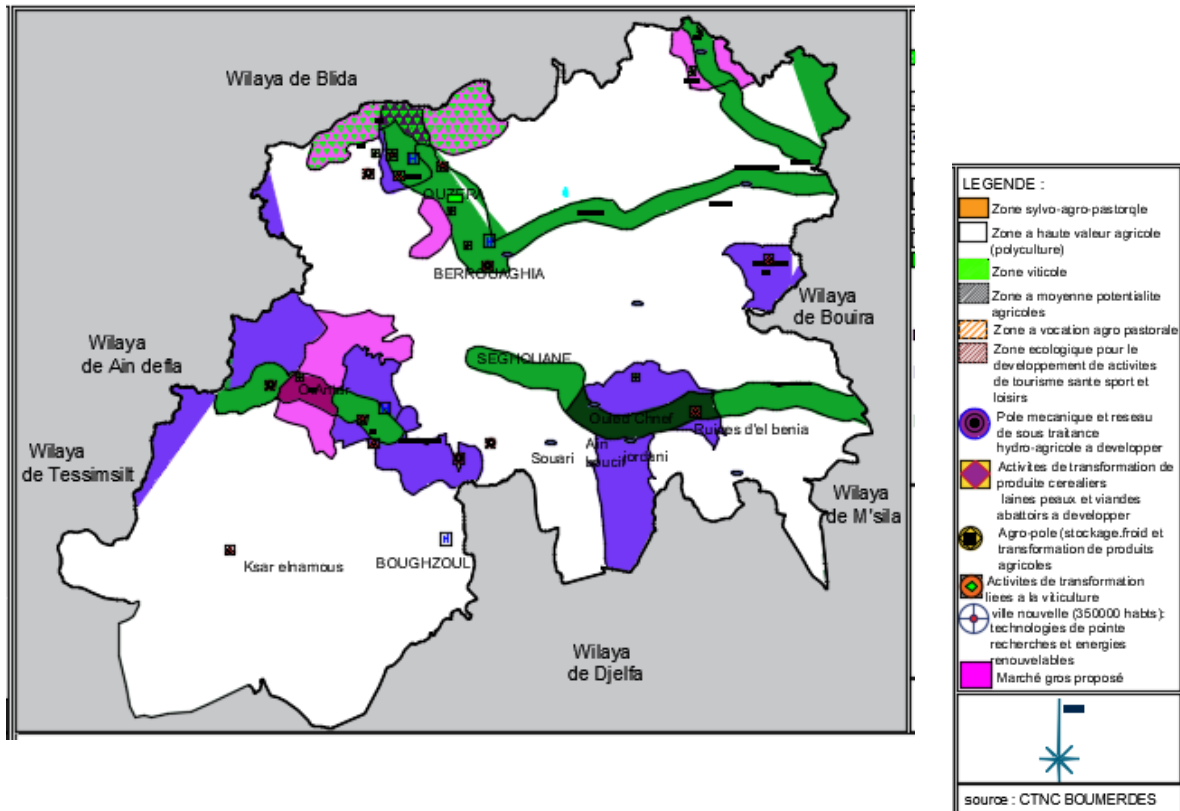 Wilaya de Blida
OUZERA
BERROUAGHIA
Wilaya
de Bouira
Wilaya
de Ain defla
SEGHOUANE
O.Antar
Ouled Chnef
Ruines d'el benia
Ain
boucif
jordani
Souari
Wilaya
de Tessimsilt
Wilaya
de M'sila
Ksar elnamous
BOUGHZOUL
Wilaya
de Djelfa
LEGENDE :
Zone sylvo-agro-pastorqle
Zone a haute valeur agricole
(polyculture)
Zone viticole
Zone a moyenne potentialite
agricoles
Zone a vocation agro pastorale
Zone ecologique pour le
developpement de activites
de tourisme sante sport et
loisirs
Pole mecanique et reseau
de sous traitance
hydro-agricole a developper
Activites de transformation de
produite cerealiers
laines peaux et viandes
abattoirs a developper
Agro-pole (stockage.froid et
transformation de produits
agricoles
Activites de transformation
liees a la viticulture
ville nouvelle (350000 habts);
technologies de pointe
recherches et energies
renouvelables
Marché gros proposé
source : CTNC BOUMERDES